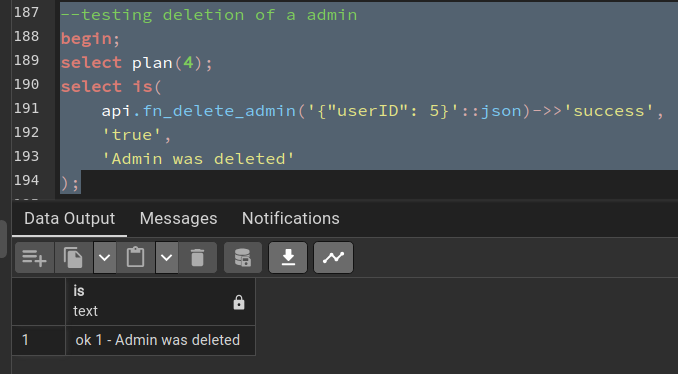 187 --testing deletion of a admin
188 begin;
189 select plan(4);
190 select is(
191 api.fn_delete_admin('{"userID": 5}'::json)->>'success',
192 'true',
193 'Admin was deleted'
194 );
Data Output Messages Notifications
is
text
1 ok 1 - Admin was deleted